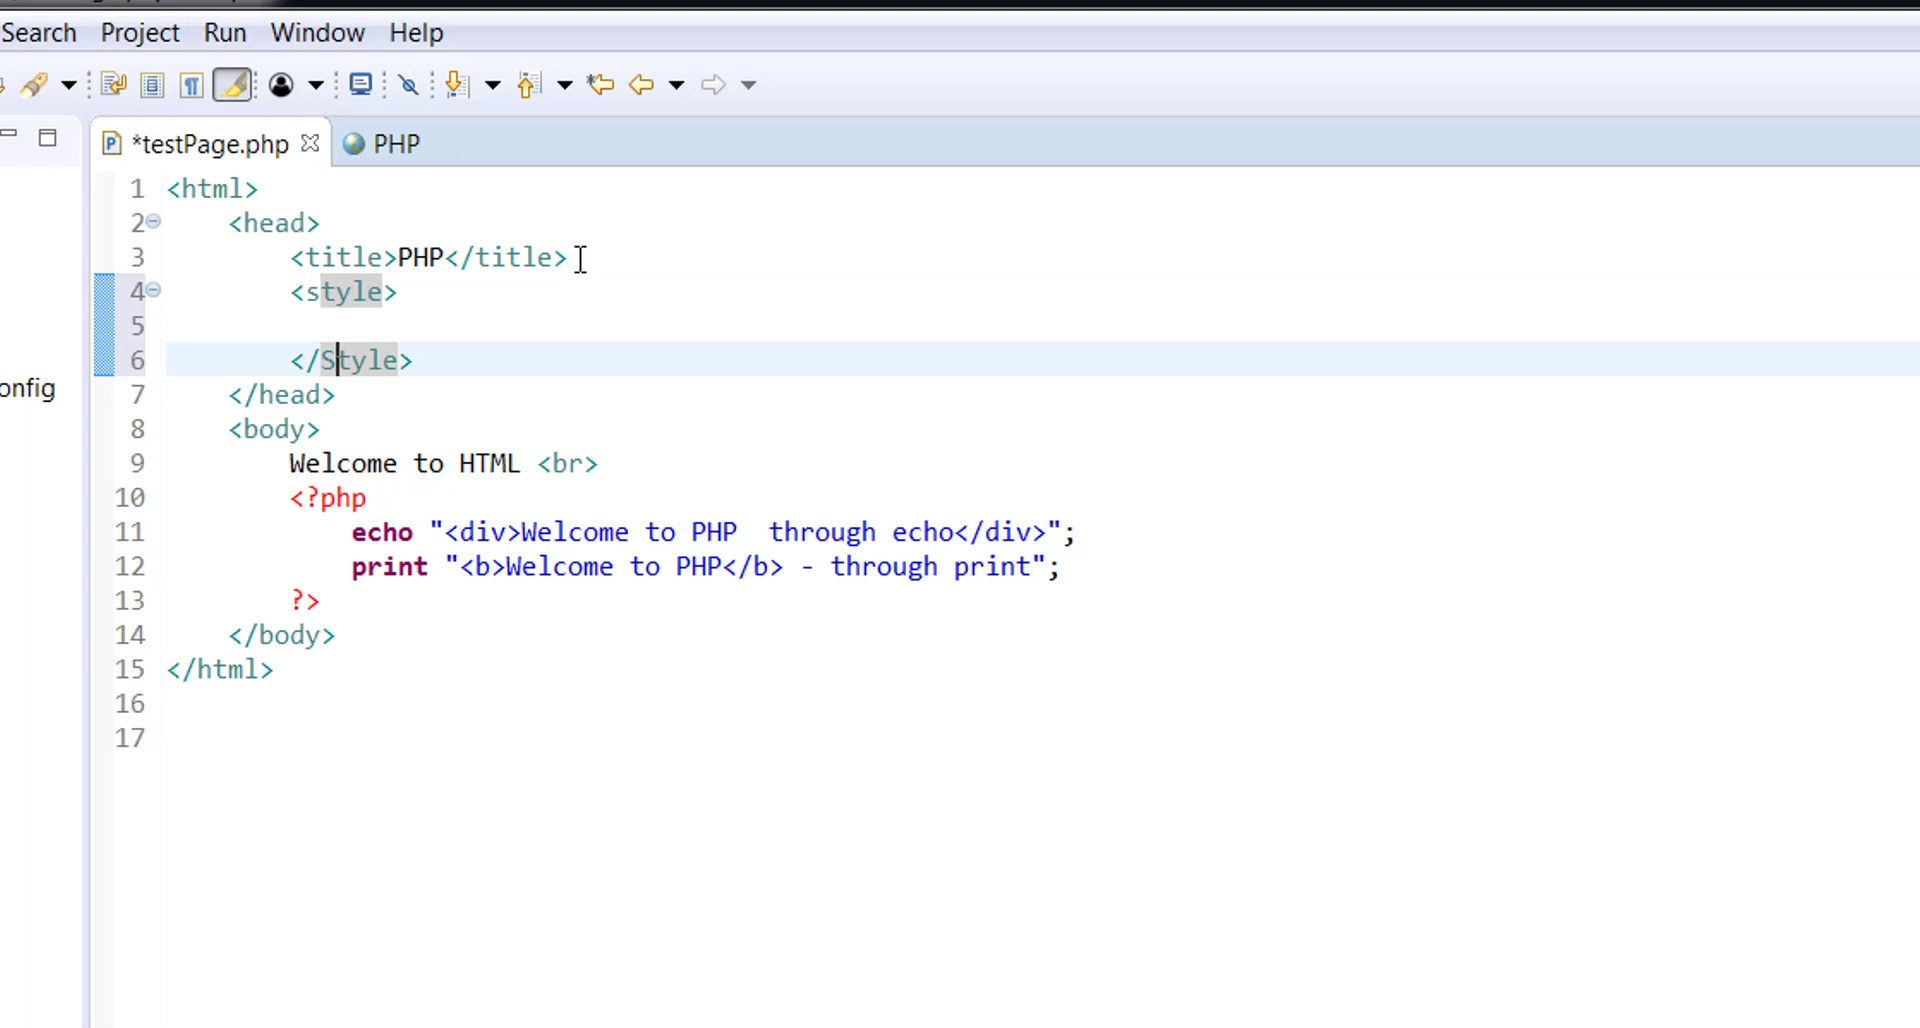 Search Project Run Window Help
*testPage.php PHP
1 <html>
2 <head>
3 <title>PHP</title>
4 <style>
5
onfig
6 </Style>
7 </head>
8 <body>
9 Welcome to HTML <br>
10 <?php
11 echo "<div>Welcome to PHP  through echo</div>";
12 print "<b>Welcome to PHP</b> - through print";
13 ?>
14 </body>
15 </html>
16
17